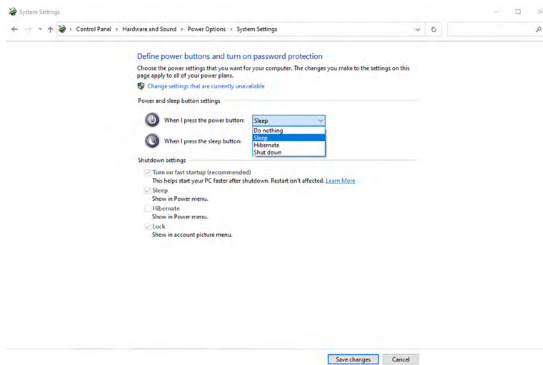 System Settings
Control Panel > Hardware and Sound > Power Options > System Settings
Define power buttons and turn on password protection
Choose the power settings that you want for your computer. The changes you make to the settings on this
page apply to all of your power plans.
Change settings that are currently unavailable
Power and sleep button settings
When I press the power button: Sleep
Do nothing
Sleep
When I press the sleep button: Hibernate
Shut down
Shutdown settings
Turn on fast startup (recommended)
This helps start your PC faster after shutdown. Restart isn't affected. Learn More
Sleep
Show in Power menu.
Hibernate
Show in Power menu.
Lock
Show in account picture menu.
Save changes Cancel